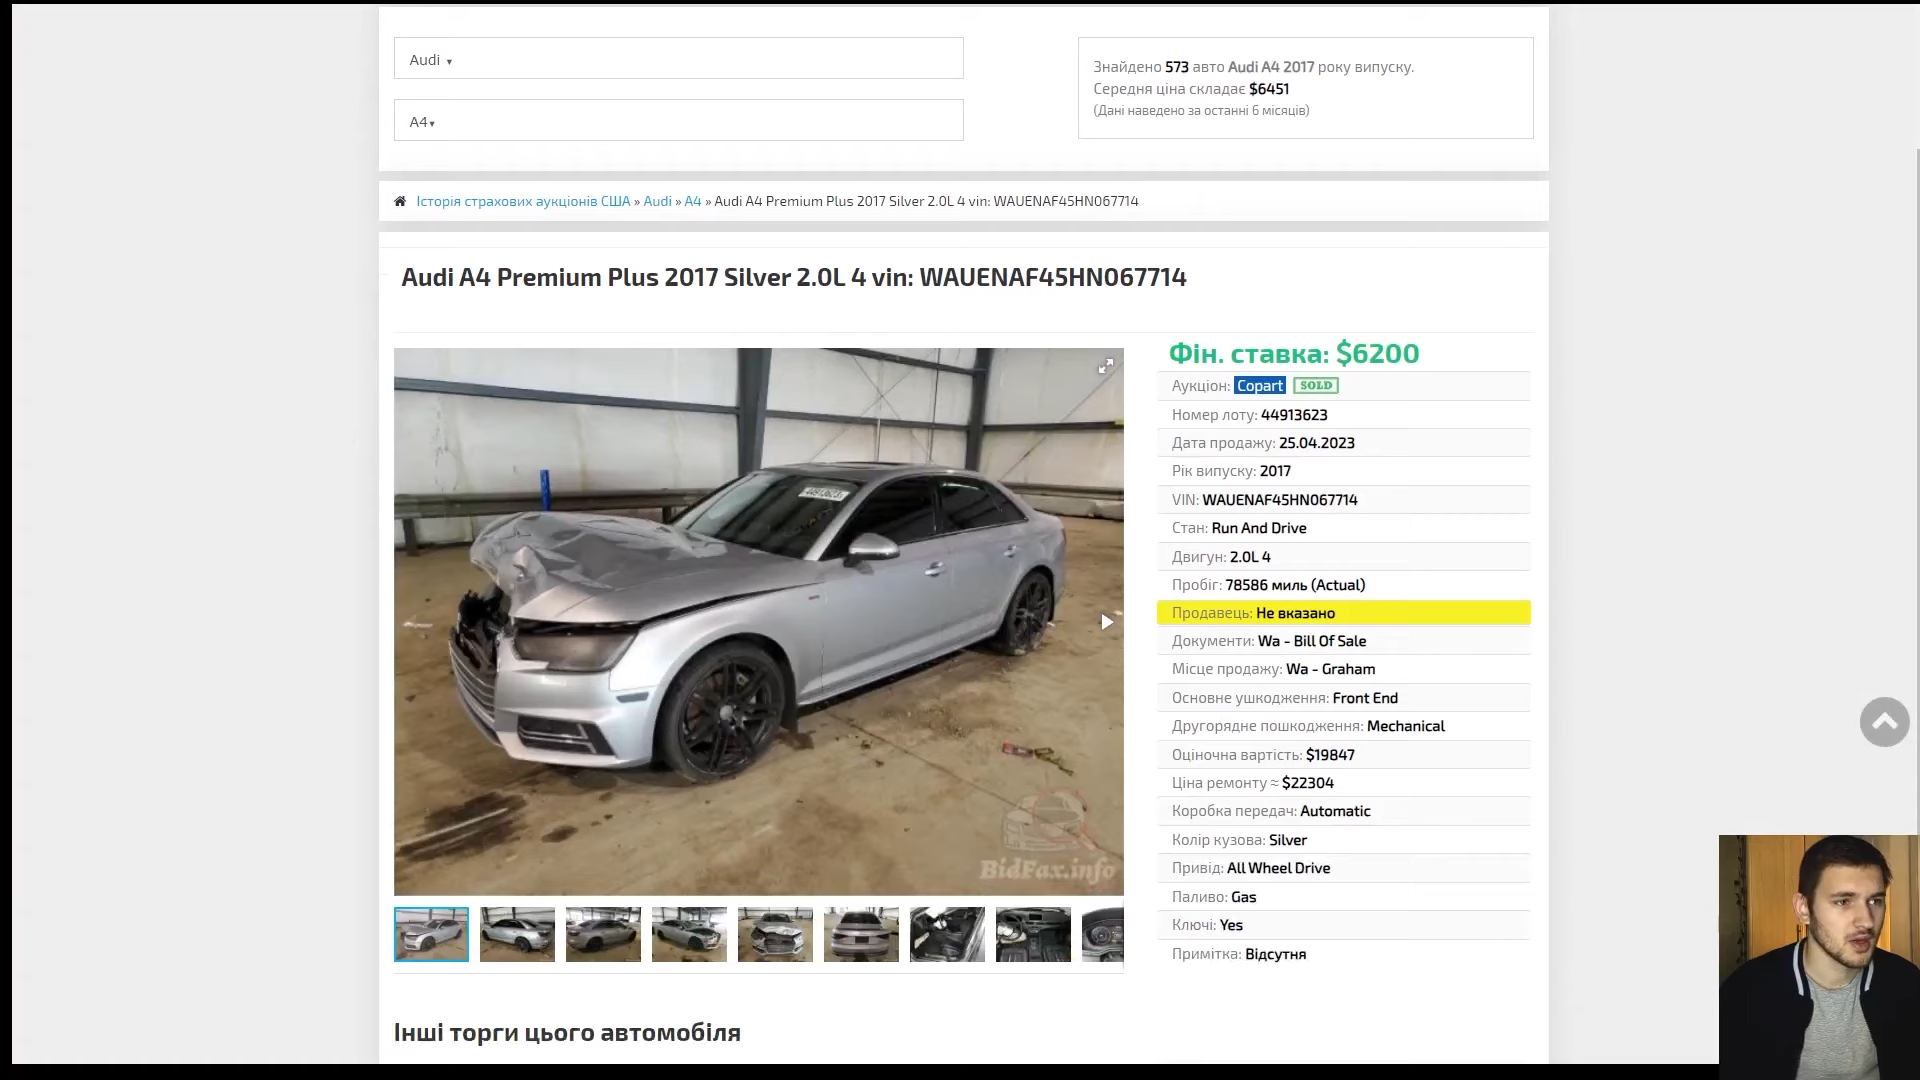 Audi ▾
A4▾
Знайдено 573 авто Audi A4 2017 року випуску.
Середня ціна складає $6451
(Дані наведено за останні 6 місяців)
Історія страхових аукціонів США » Audi » A4 » Audi A4 Premium Plus 2017 Silver 2.0L 4 vin: WAUENAF45HN067714
Audi A4 Premium Plus 2017 Silver 2.0L 4 vin: WAUENAF45HN067714
44913623
BidFax.info
Фін. ставка: $6200
Аукціон: Copart SOLD
Номер лоту: 44913623
Дата продажу: 25.04.2023
Рік випуску: 2017
VIN: WAUENAF45HN067714
Стан: Run And Drive
Двигун: 2.0L 4
Пробіг: 78586 миль (Actual)
Продавець: Не вказано
Документи: Wa - Bill Of Sale
Місце продажу: Wa - Graham
Основне ушкодження: Front End
Другорядне пошкодження: Mechanical
Оціночна вартість: $19847
Ціна ремонту ≈ $22304
Коробка передач: Automatic
Колір кузова: Silver
Привід: All Wheel Drive
Паливо: Gas
Ключі: Yes
Примітка: Відсутня
Інші торги цього автомобіля